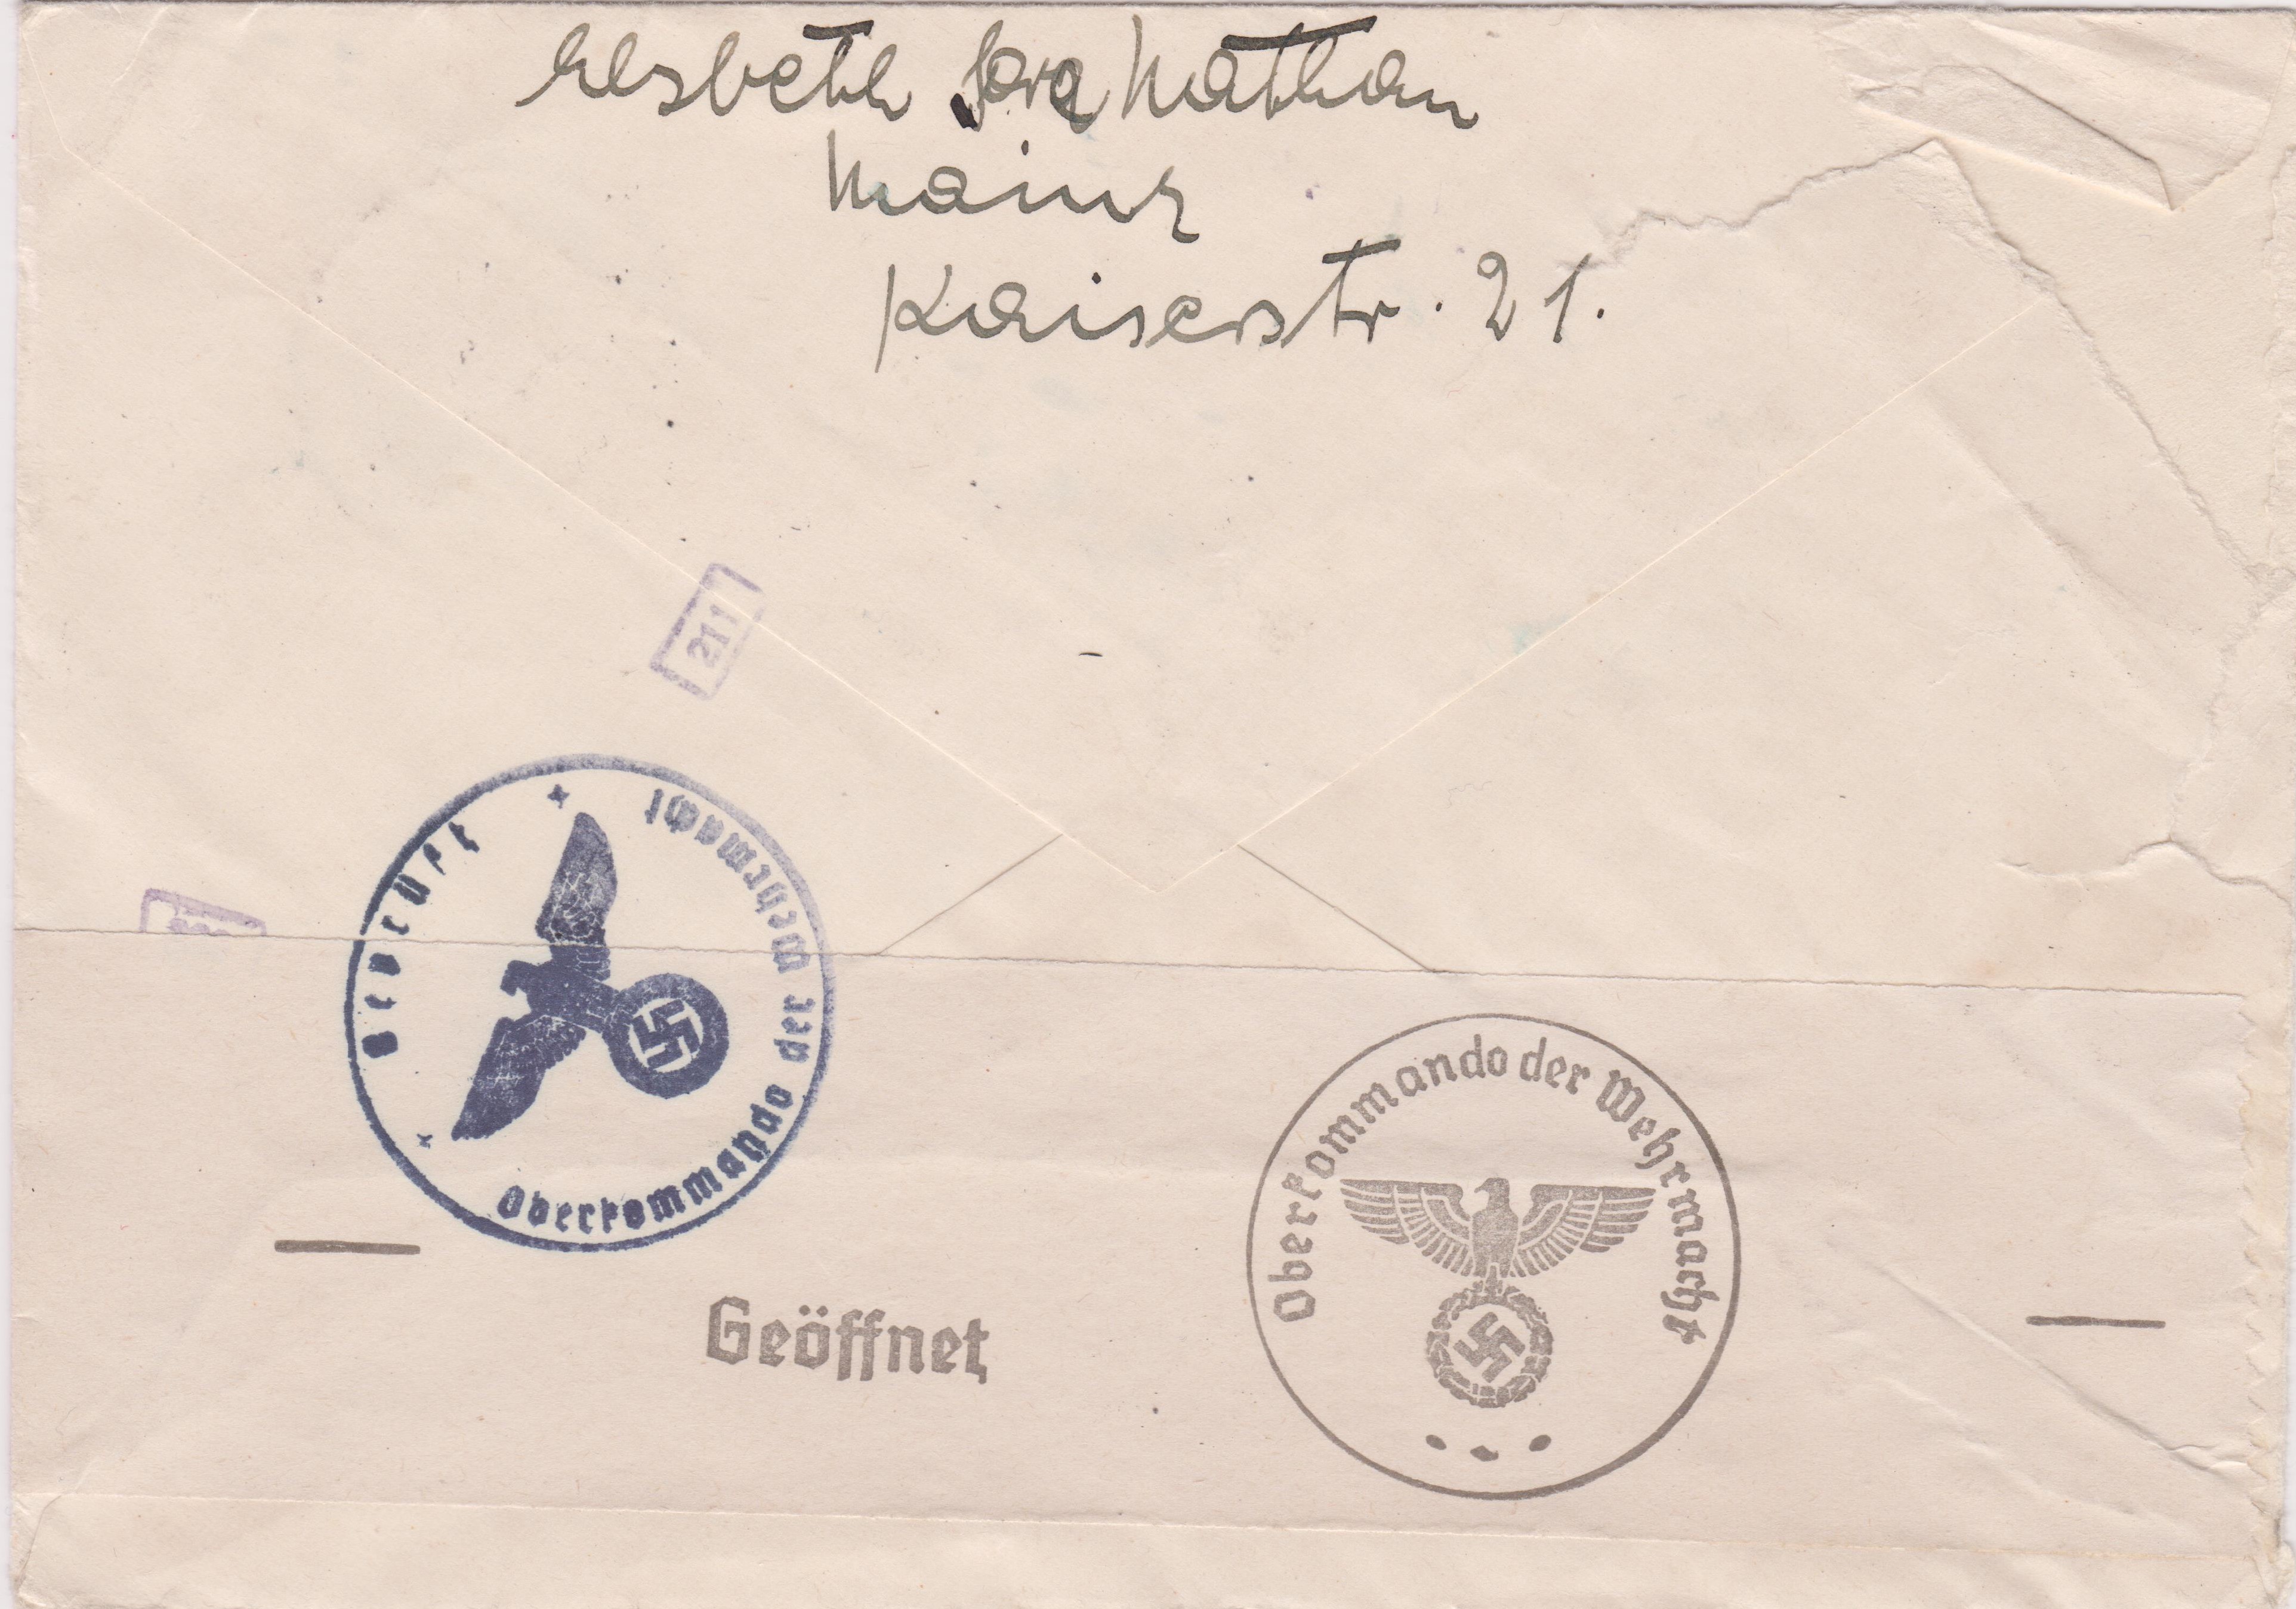 Elsbeth Sara Nathan
Mainz
Kaiserstr. 21.
211
Geprüft
Oberkommando der Wehrmacht
Geöffnet
Oberkommando der Wehrmacht